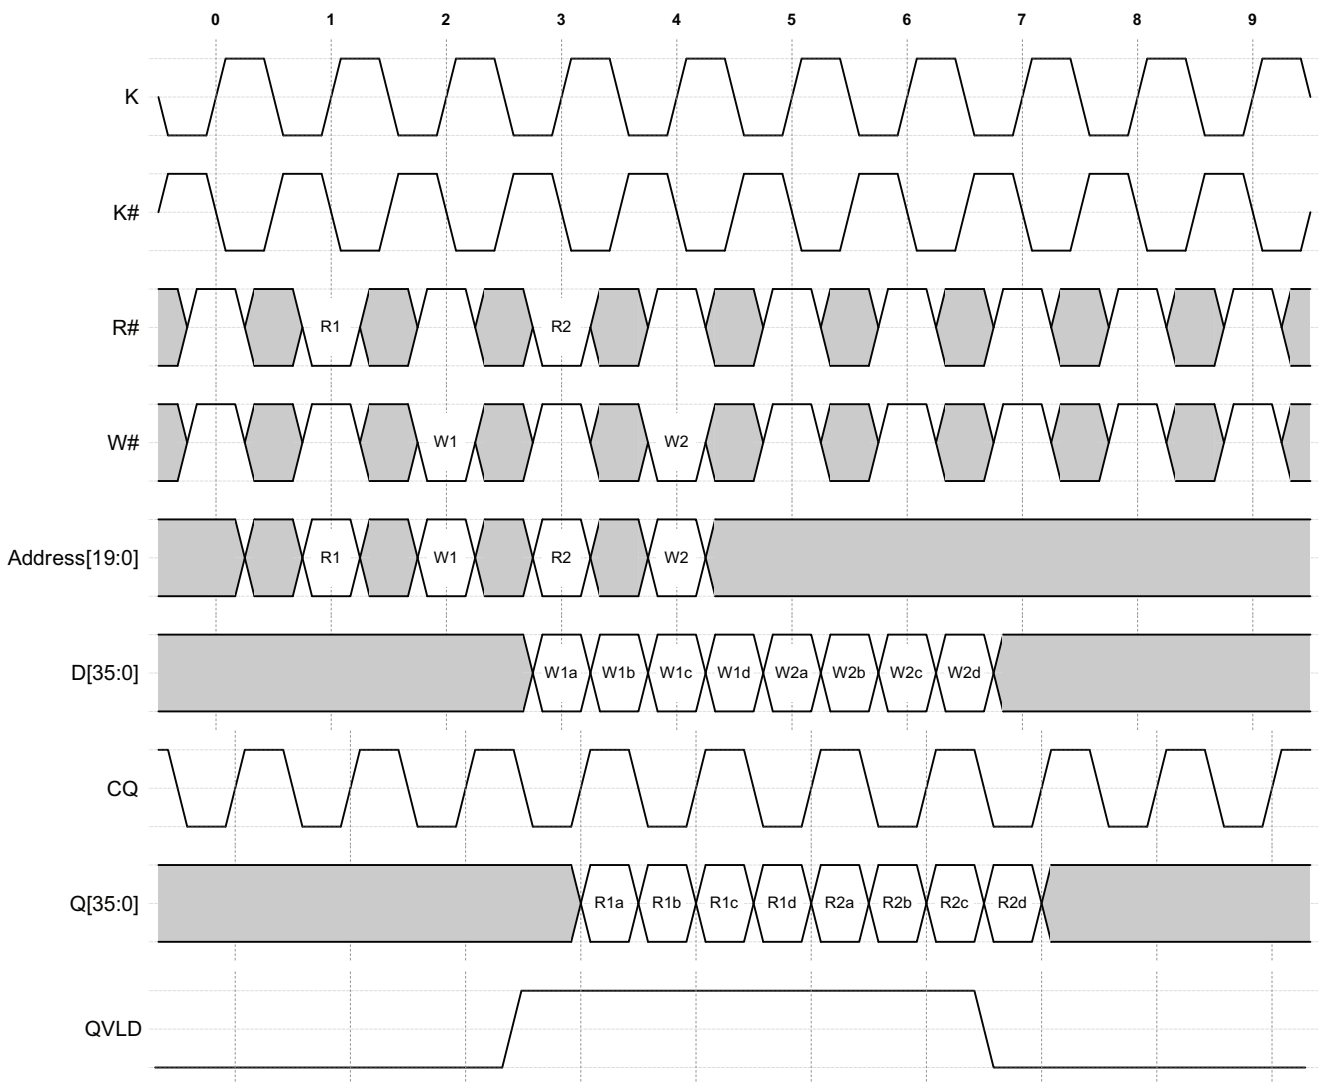 0 1 2 3 4 5 6 7 8 9
K
K#
R# R1 R2
W# W1 W2
Address[19:0] R1 W1 R2 W2
D[35:0] W1a W1b W1c W1d W2a W2b W2c W2d
CQ
Q[35:0] R1a R1b R1c R1d R2a R2b R2c R2d
QVLD